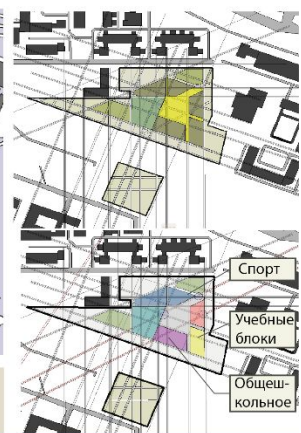 Спорт
Учебные
блоки
Общеш-
кольное